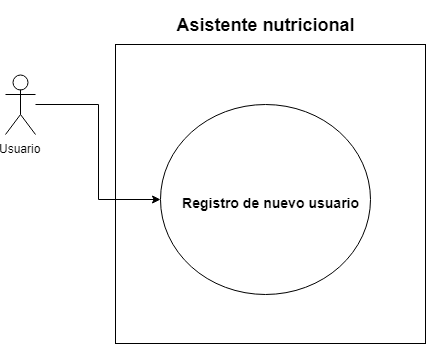 Asistente nutricional
Usuario
Registro de nuevo usuario